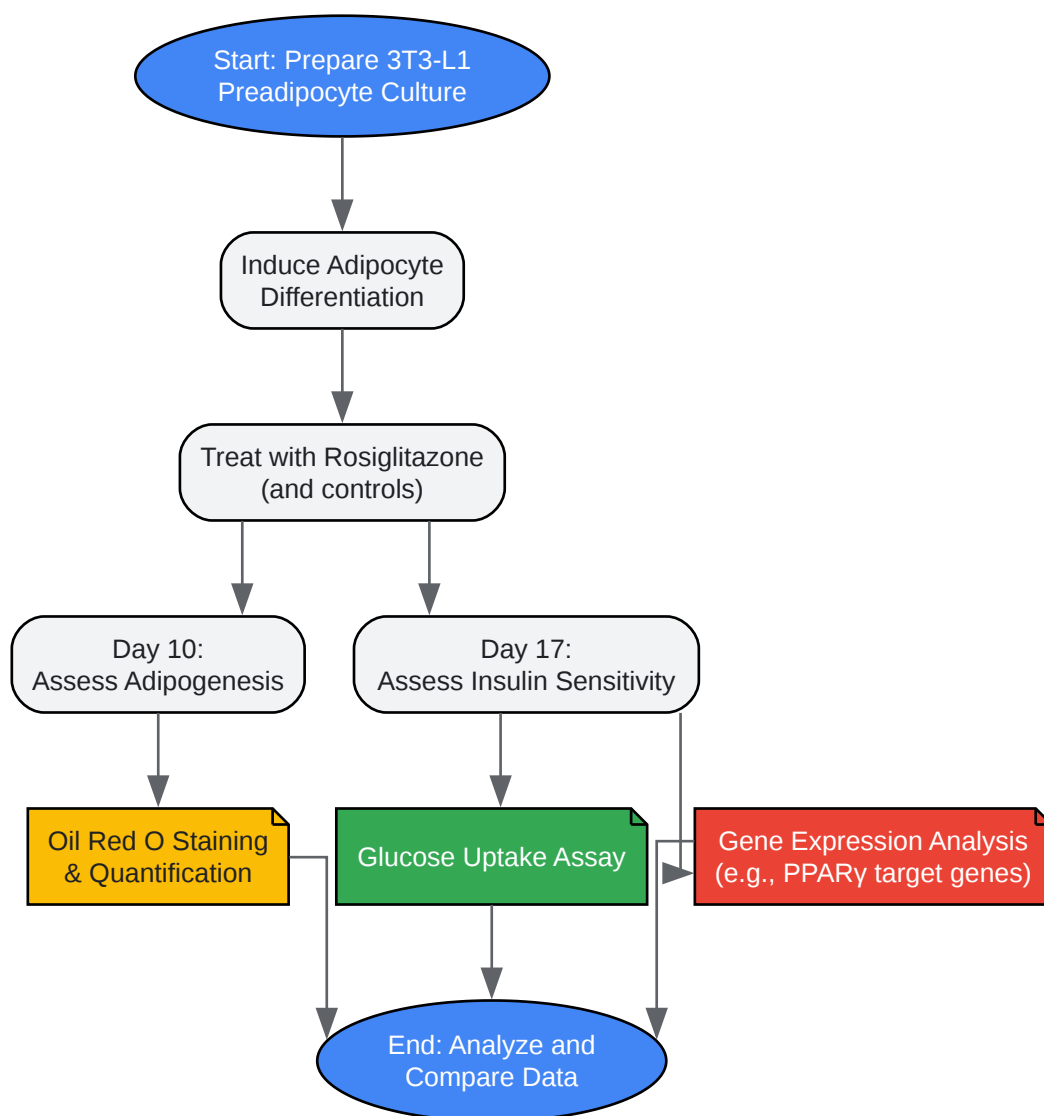 Start: Prepare 3T3-L1
Preadipocyte Culture
Induce Adipocyte
Differentiation
Treat with Rosiglitazone
(and controls)
Day 10:
Assess Adipogenesis
Day 17:
Assess Insulin Sensitivity
Oil Red O Staining
& Quantification
Glucose Uptake Assay
Gene Expression Analysis
(e.g., PPARγ target genes)
End: Analyze and
Compare Data